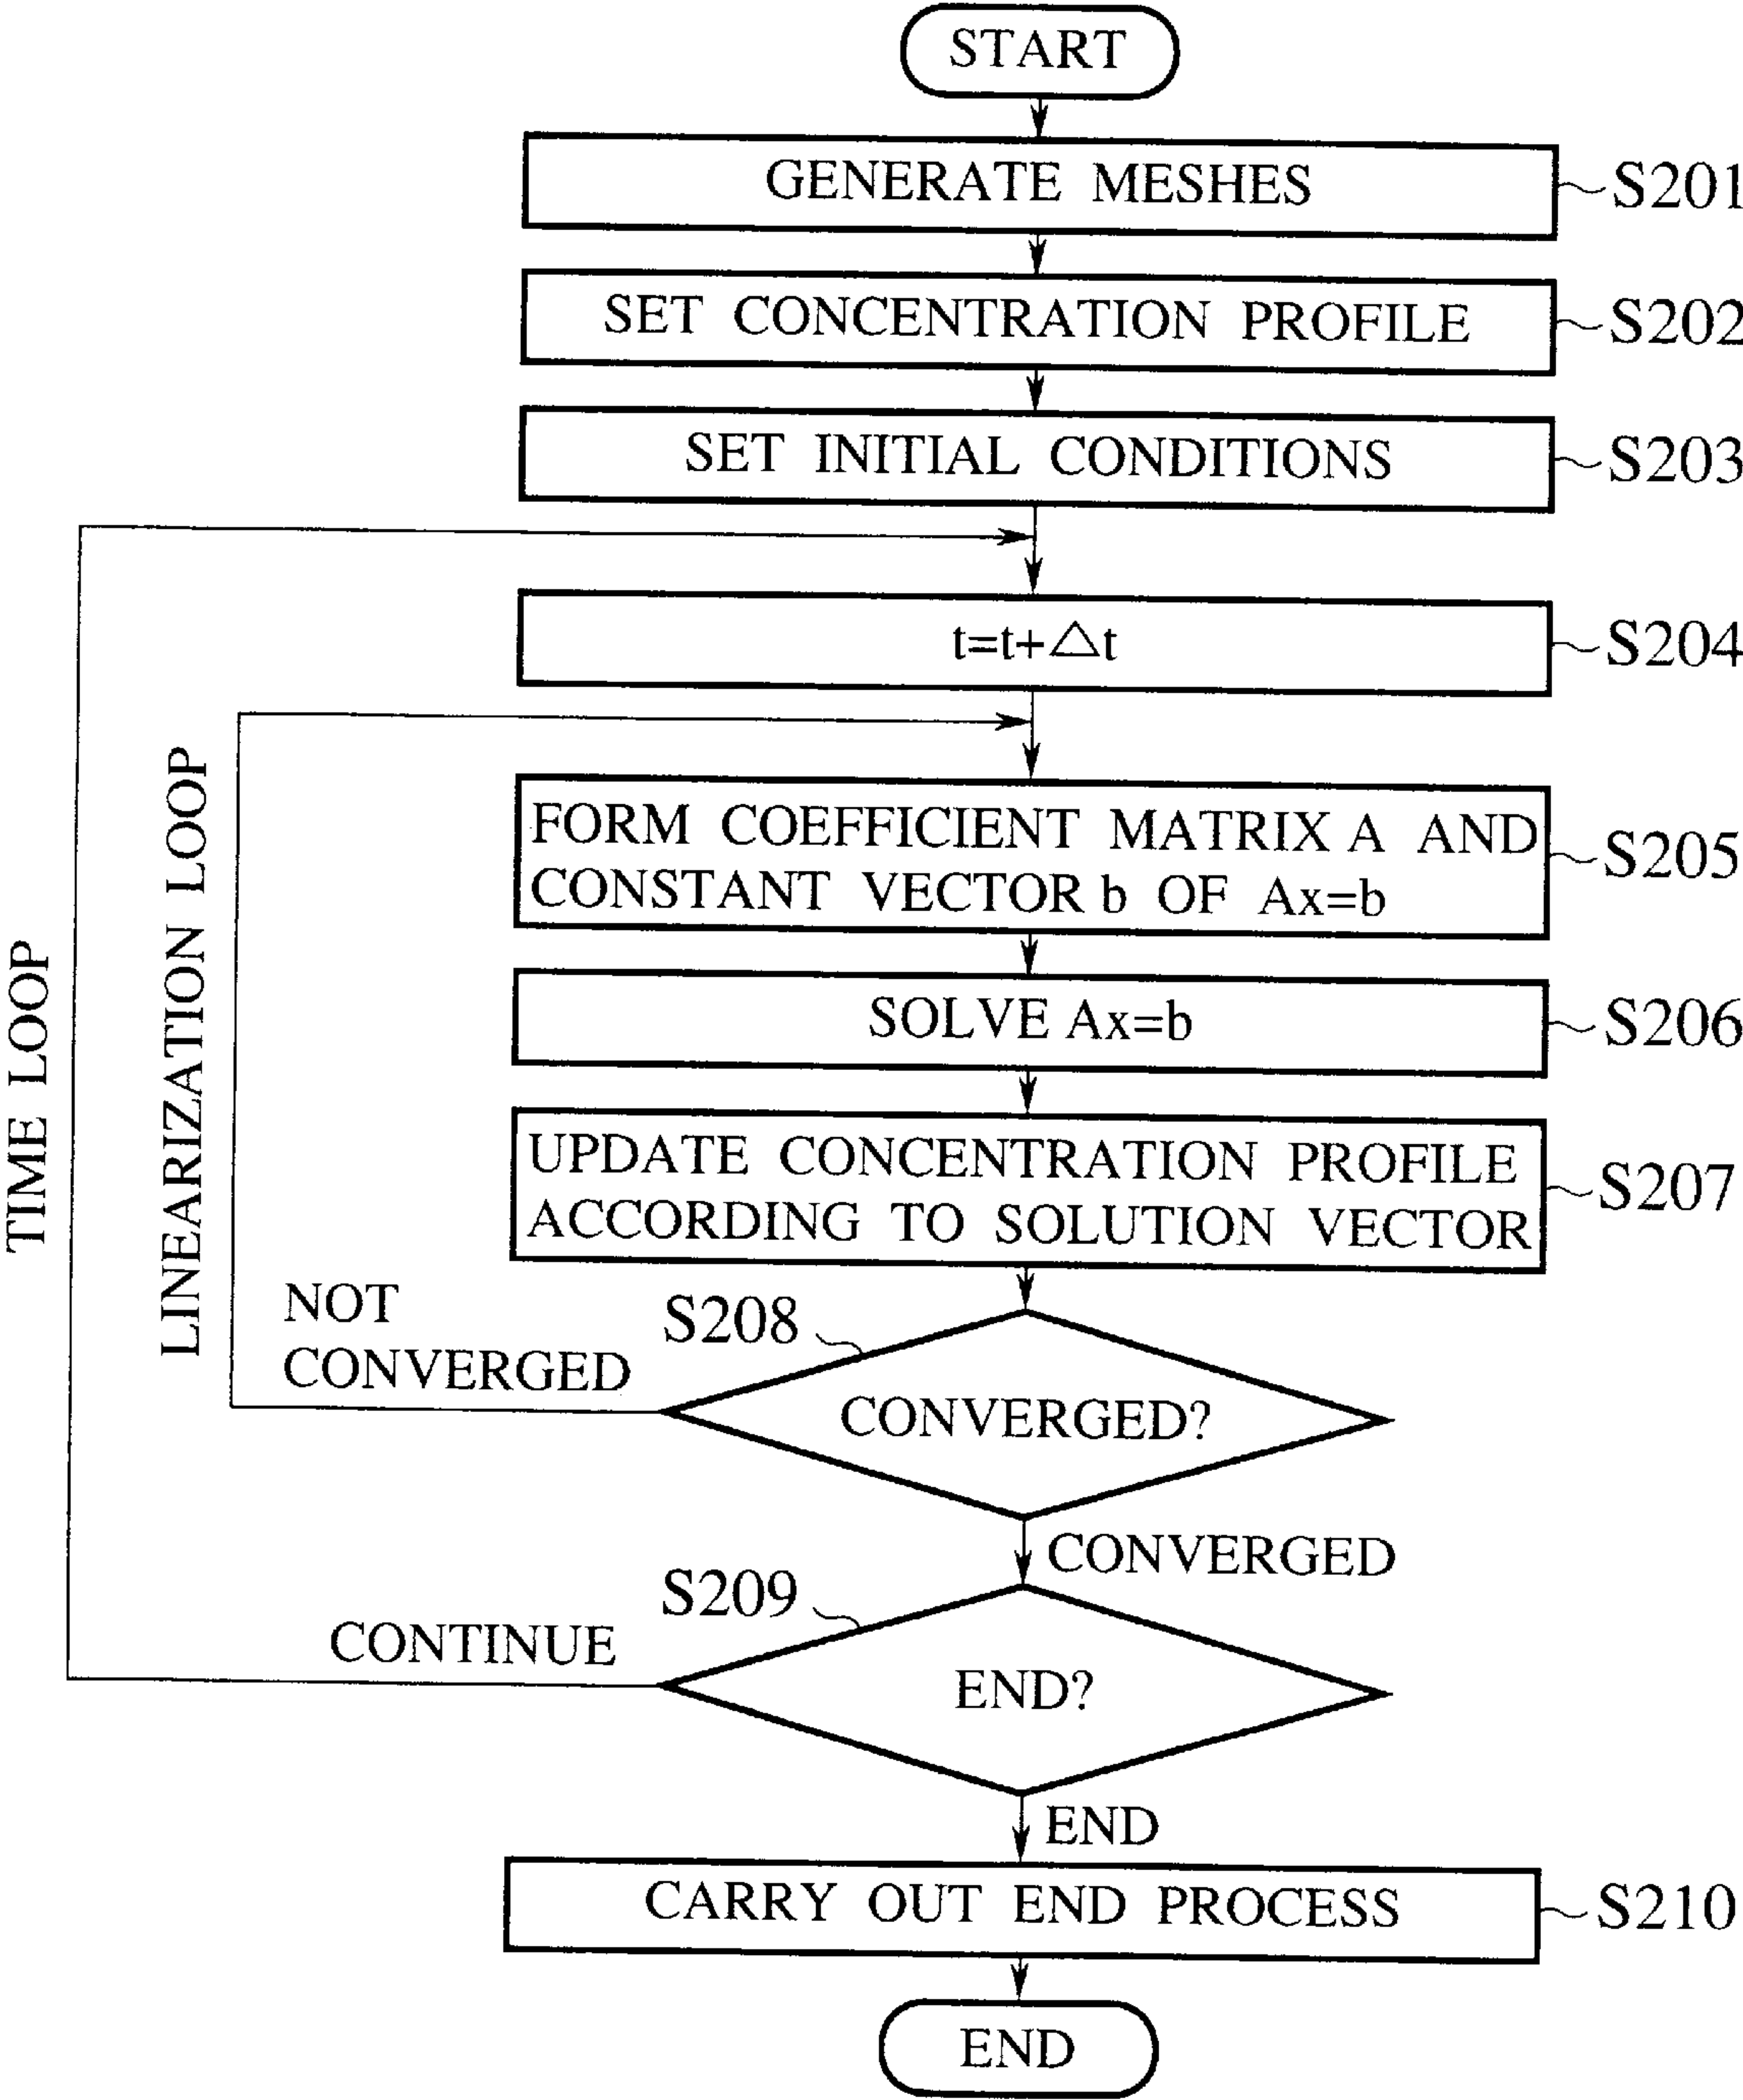 START
GENERATE MESHES
S201
SET CONCENTRATION PROFILE
S202
SET INITIAL CONDITIONS
S203
t=t+△t
S204
FORM COEFFICIENT MATRIX A AND
CONSTANT VECTOR b OF Ax=b
S205
SOLVE Ax=b
S206
UPDATE CONCENTRATION PROFILE
ACCORDING TO SOLUTION VECTOR
S207
TIME LOOP
LINEARIZATION LOOP
NOT
CONVERGED
S208
CONVERGED?
CONVERGED
S209
CONTINUE
END?
END
CARRY OUT END PROCESS
S210
END